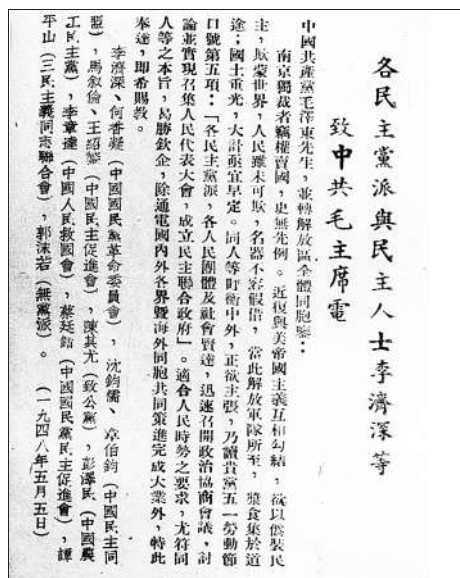 各民主黨派與民主人士李濟深等
致中共毛主席電
中國共產黨毛澤東先生，並轉解放區全體同胞鑒：
南京獨裁者竊權賣國，史無先例。近復與美帝國主義互相勾結，欲以僞裝民
主，欺蒙世界，人民雖未可欺，名器不容假借，當此解放軍隊所至，漿食集於道
途；國土重光，大計亟宜早定。同人等盱衡中外，正欲主張，乃讀貴黨五一勞動節
口號第五項：「各民主黨派，各人民團體及社會賢達，迅速召開政治協商會議，討
論並實現召集人民代表大會，成立民主聯合政府」。適合人民時勢之要求，尤符同
人等之本旨，曷勝欽企，除通電國內外各界暨海外同胞共同策進完成大業外，特此
奉達，即希賜教。
李濟深、何香凝（中國國民黨革命委員會），沈鈞儒、章伯鈞（中國民主同
盟），馬叙倫、王紹鏊（中國民主促進會），陳其尤（致公黨），彭澤民（中國農
工民主黨），李章達（中國人民救國會），蔡廷鍇（中國國民黨民主促進會），譚
平山（三民主義同志聯合會），郭沫若（無黨派）。（一九四八年五月五日）